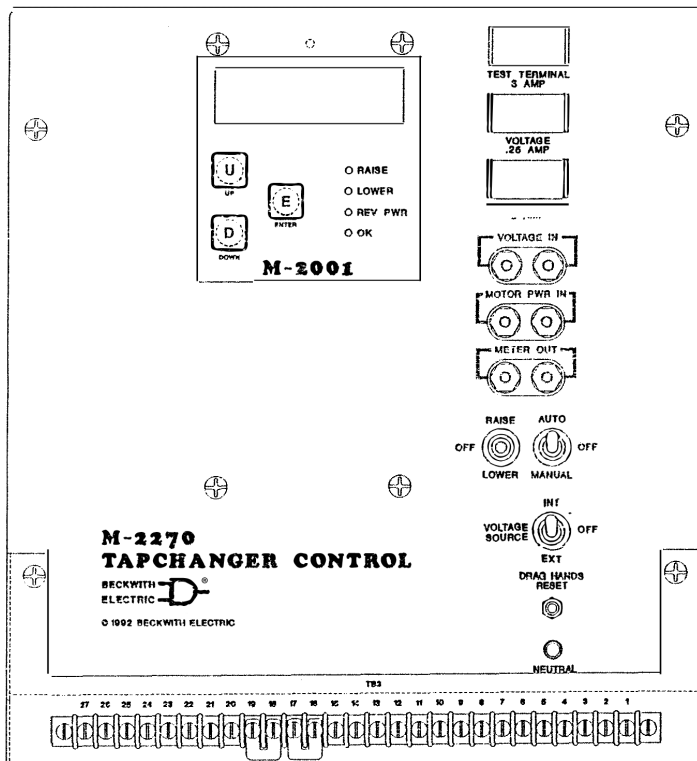 TEST TERMINAL
3 AMP
VOLTAGE
.25 AMP
U
UP
E
ENTER
D
DOWN
RAISE
LOWER
REV PWR
OK
M-2001
VOLTAGE IN
MOTOR PWR IN
METER OUT
RAISE
AUTO
OFF
OFF
LOWER
MANUAL
INT
VOLTAGE
SOURCE
OFF
EXT
M-2270
TAPCHANGER CONTROL
BECKWITH
ELECTRIC
®
© 1992 BECKWITH ELECTRIC
DRAG HANDS
RESET
NEUTRAL
TB3
27 26 25 24 23 22 21 20 19 18 17 16 15 14 13 12 11 10 9 8 7 6 5 4 3 2 1